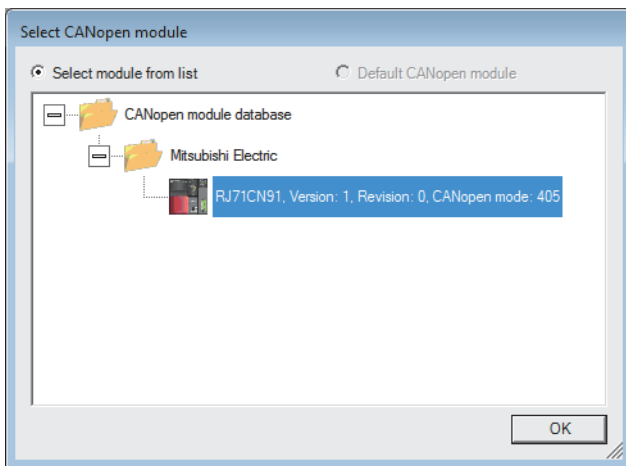 Select CANopen module
Select module from list
Default CANopen module
CANopen module database
Mitsubishi Electric
RJ71CN91, Version: 1, Revision: 0, CANopen mode: 405
OK